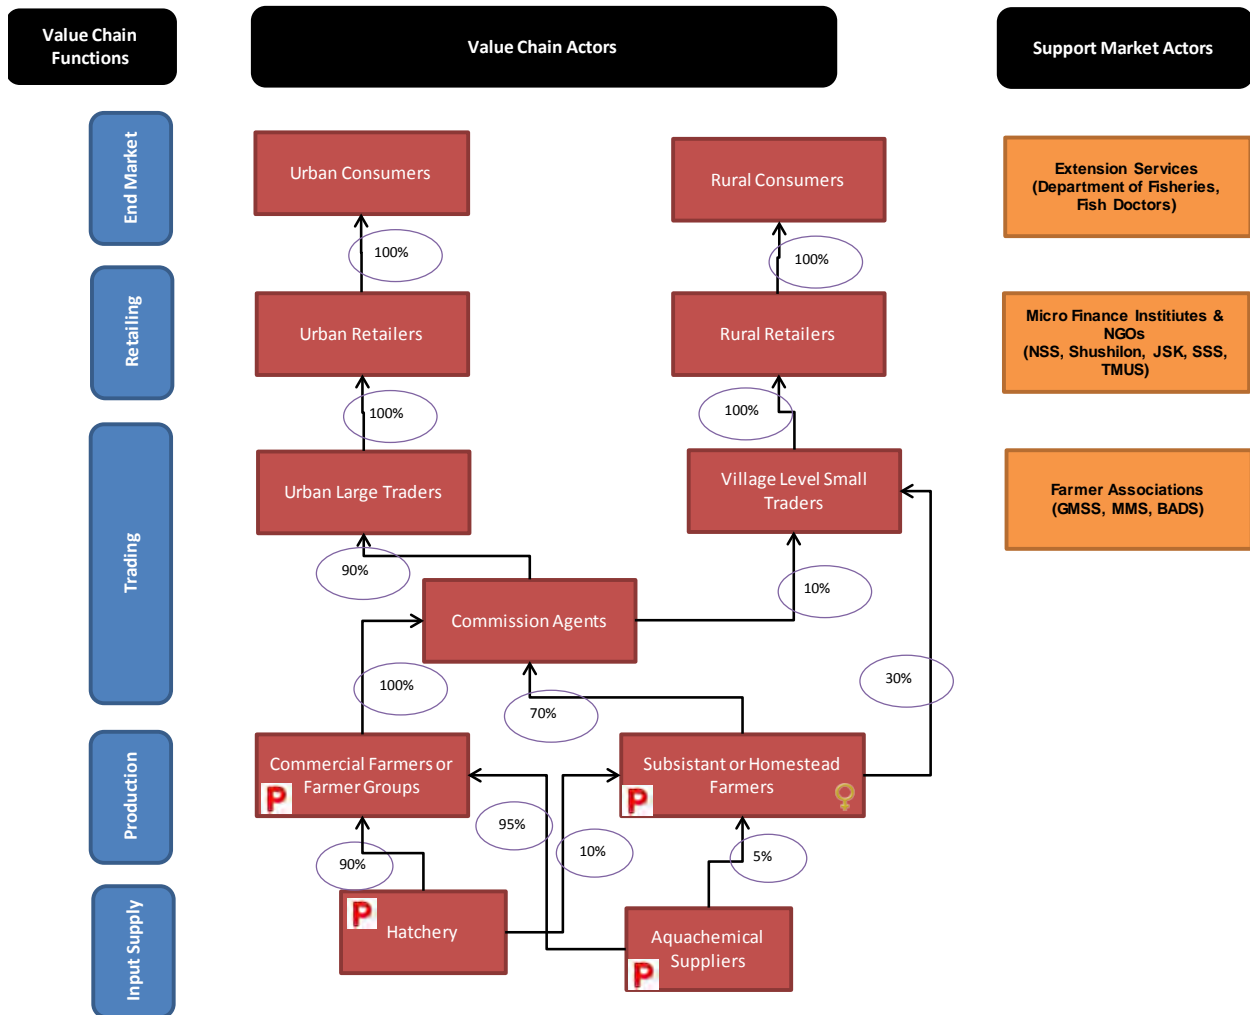 Value Chain
Functions
Value Chain Actors
Support Market Actors
End Market
Urban Consumers
Rural Consumers
Extension Services
(Department of Fisheries,
Fish Doctors)
100%
100%
Retailing
Urban Retailers
Rural Retailers
Micro Finance Institiutes &
NGOs
(NSS, Shushilon, JSK, SSS,
TMUS)
100%
100%
Trading
Urban Large Traders
Village Level Small
Traders
Farmer Associations
(GMSS, MMS, BADS)
90%
10%
Commission Agents
100%
70%
30%
Production
Commercial Farmers or
Farmer Groups
P
Subsistant or Homestead
Farmers
P
95%
10%
90%
5%
Input Supply
P
Hatchery
Aquachemical
Suppliers
P